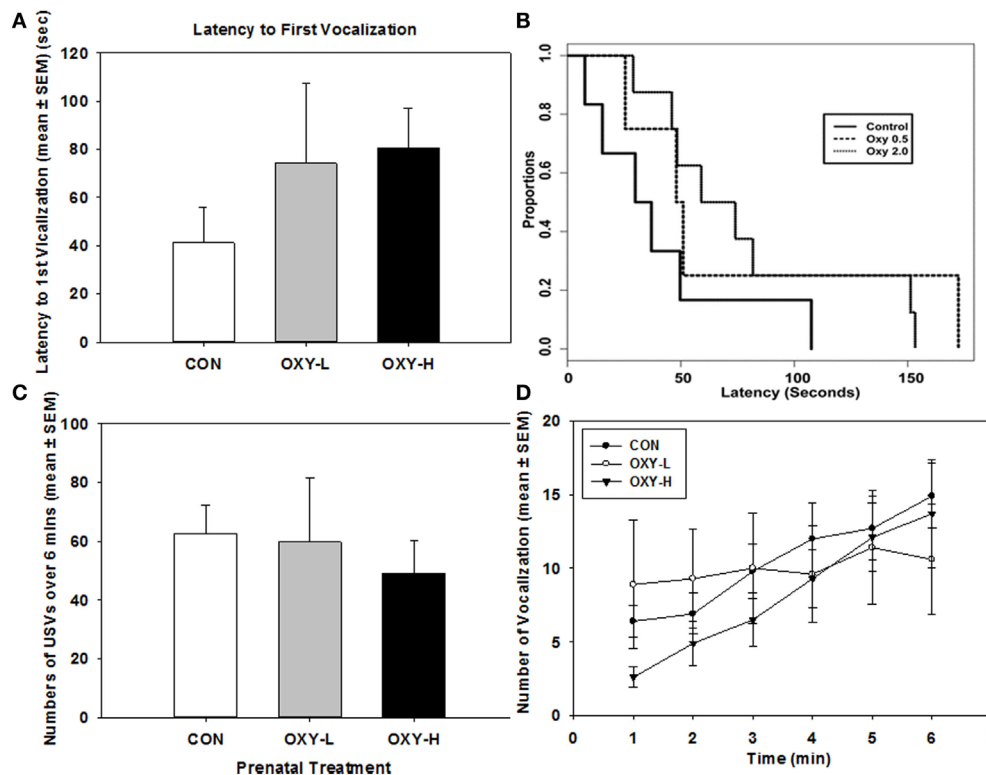 A
Latency to First Vocalization
Latency to 1st Vlcalization (mean ± SEM) (sec)
120
100
80
60
40
20
0
CON
OXY-L
OXY-H
B
Proportions
1.0
0.8
0.6
0.4
0.2
0.0
Control
Oxy 0.5
Oxy 2.0
0
50
100
150
Latency (Seconds)
C
Numbers of USVs over 6 mIns (mean ± SEM)
100
80
60
40
20
0
CON
OXY-L
OXY-H
Prenatal Treatment
D
Number of Vocalization (mean ± SEM)
20
15
10
5
0
CON
OXY-L
OXY-H
0
1
2
3
4
5
6
Time (min)